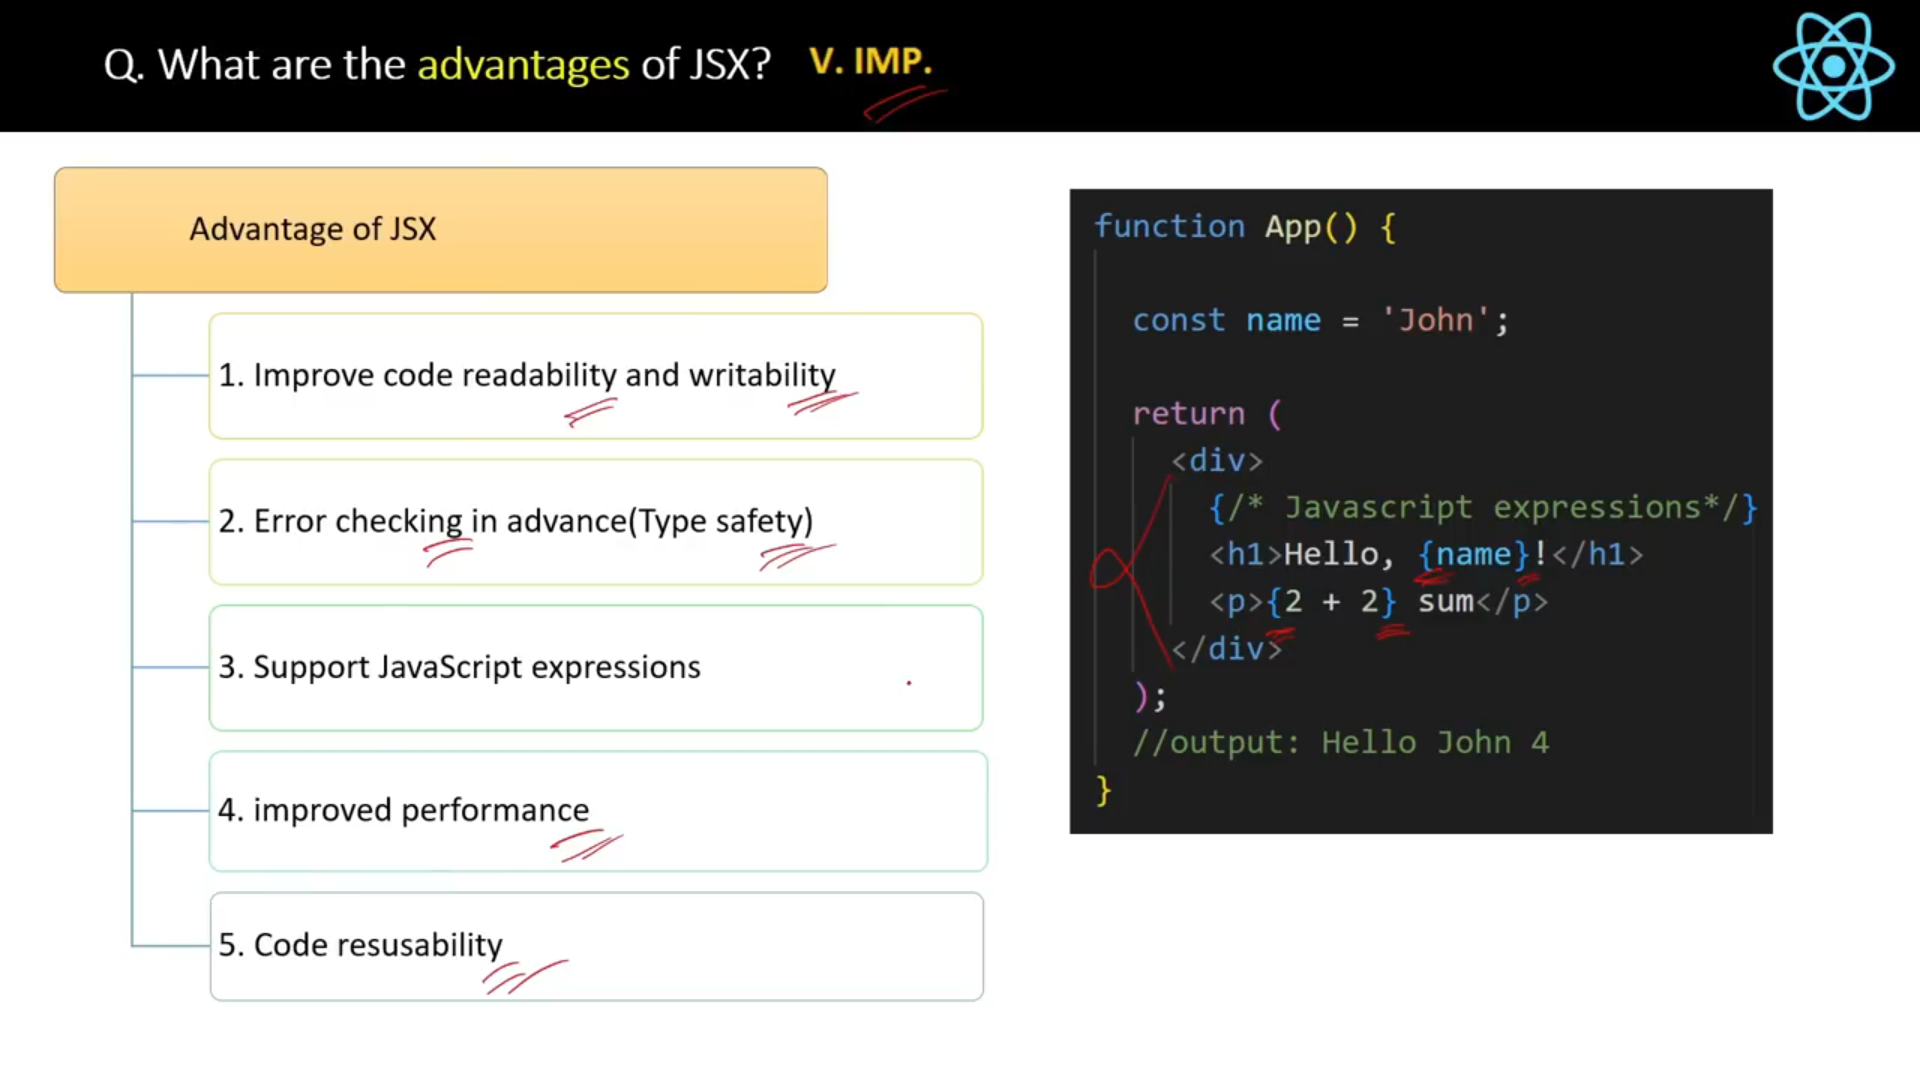 Q. What are the advantages of JSX? V. IMP.
Advantage of JSX
1. Improve code readability and writability
2. Error checking in advance(Type safety)
3. Support JavaScript expressions
4. improved performance
5. Code resusability
function App() {
const name = 'John';
return (
<div>
{/* Javascript expressions*/}
<h1>Hello, {name}!</h1>
<p>{2 + 2} sum</p>
</div>
);
//output: Hello John 4
}